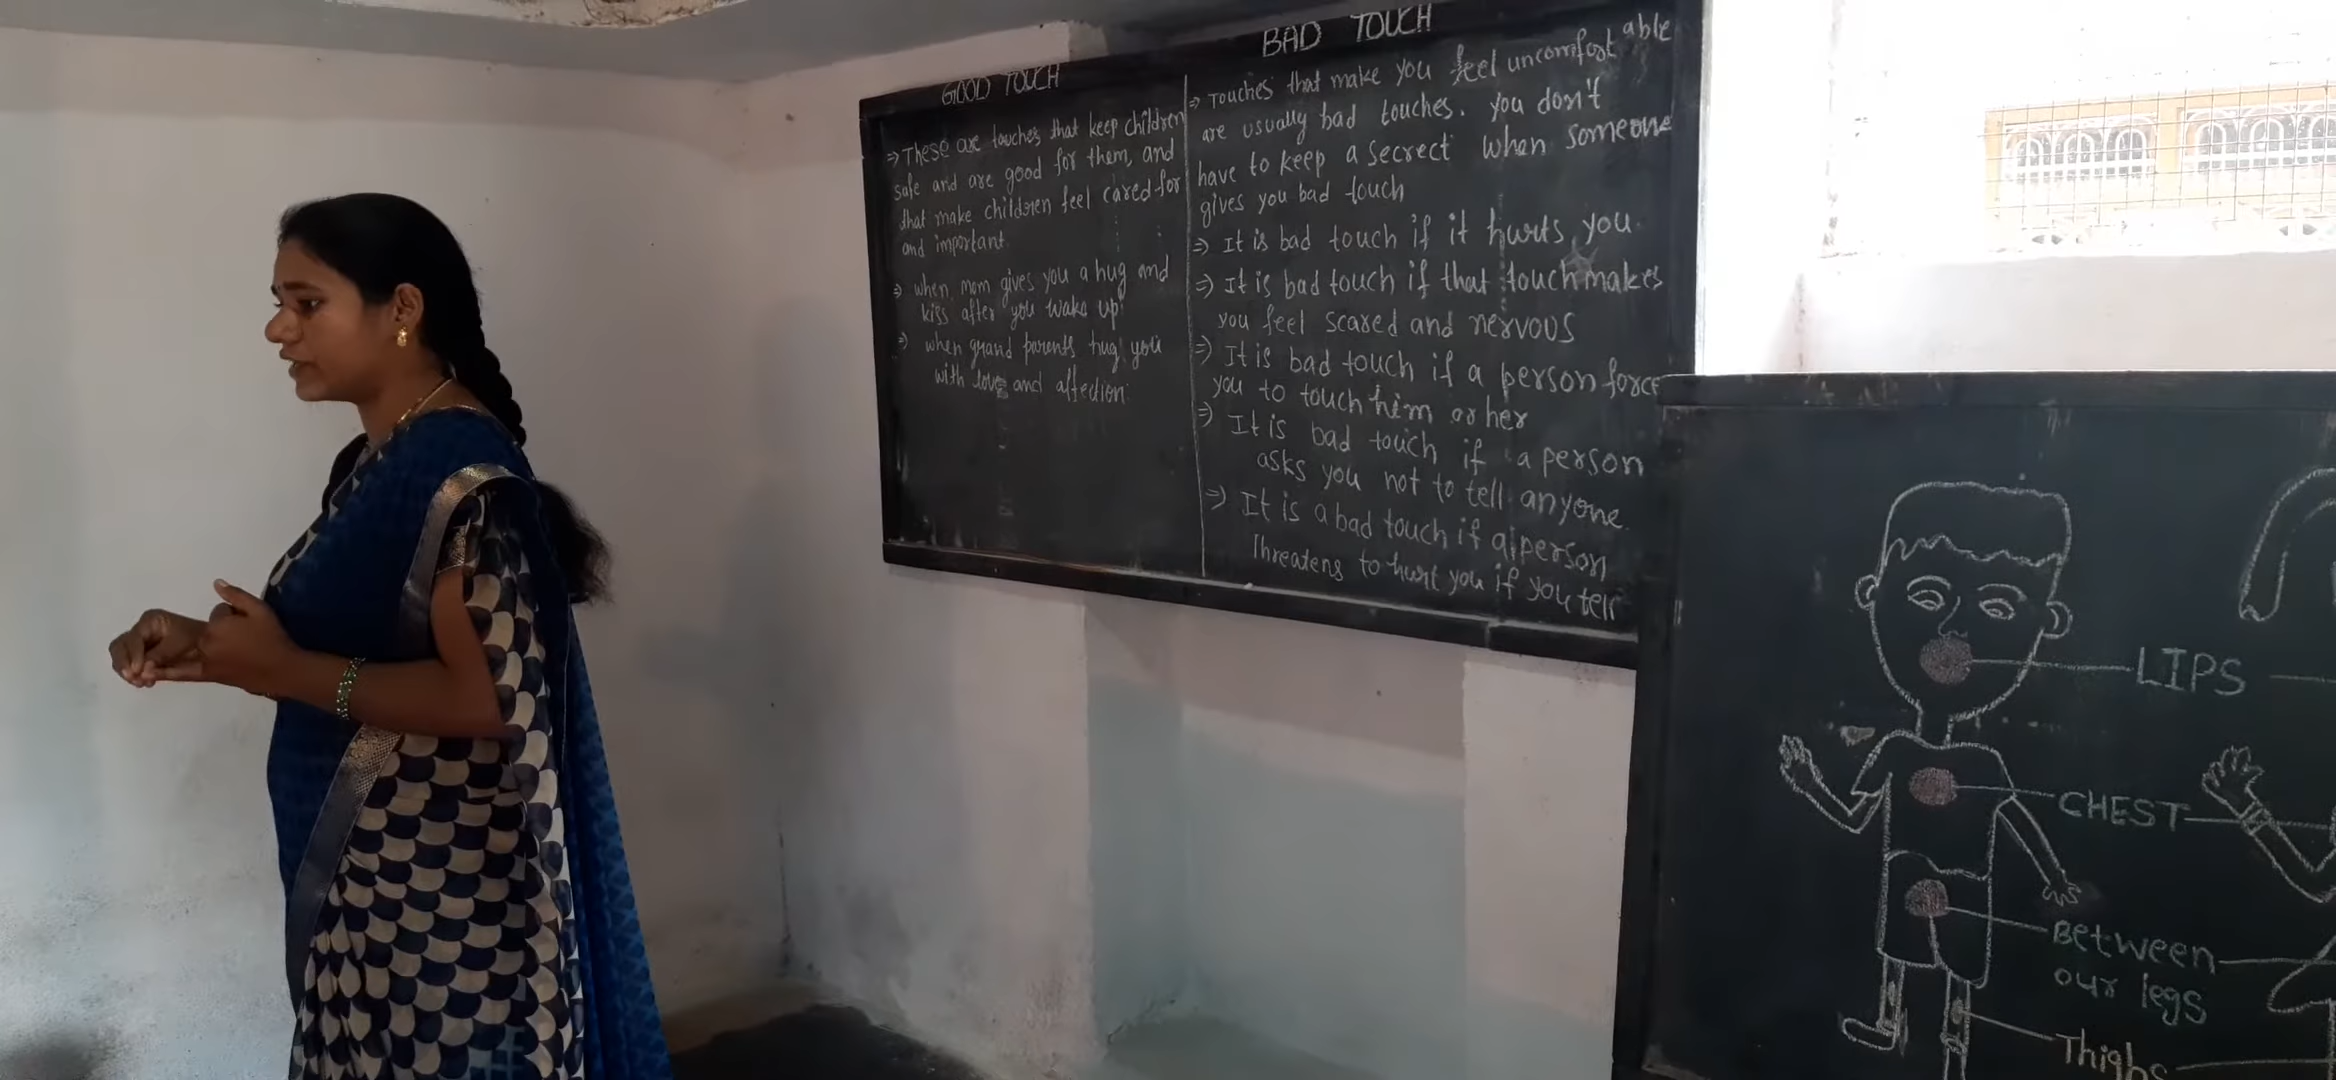 GOOD TOUCH
⇒ These are touches that keep children
safe and are good for them, and
that make children feel cared for
and important.
⇒ when mom gives you a hug and
kiss after you wake up.
⇒ when grand parents hug you
with love and affection.
BAD TOUCH
⇒ Touches that make you feel uncomfortable
are usually bad touches. You don't
have to keep a secrect when someone
gives you bad touch
⇒ It is bad touch if it hurts you.
⇒ It is bad touch if that touch makes
you feel scared and nervous
⇒ It is bad touch if a person force
you to touch him or her
⇒ It is bad touch if a person
asks you not to tell anyone.
⇒ It is a bad touch if a person
Threatens to hurt you if you tell
LIPS
CHEST
Between
our legs
Thighs